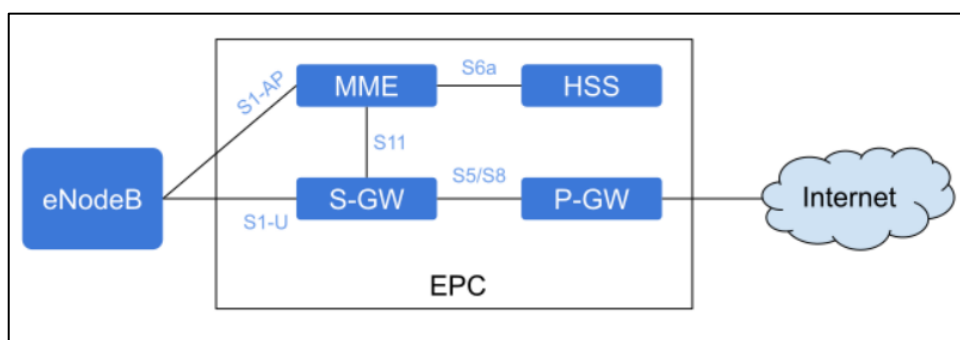 S1-AP
MME
S6a
HSS
S11
eNodeB
S1-U
S-GW
S5/S8
P-GW
Internet
EPC